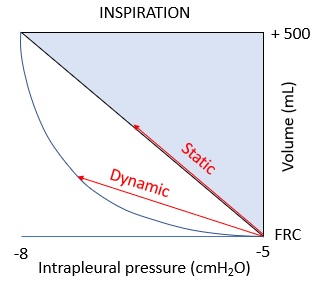 INSPIRATION
+ 500
Static
Dynamic
Volume (mL)
FRC
-8
-5
Intrapleural pressure (cmH₂O)